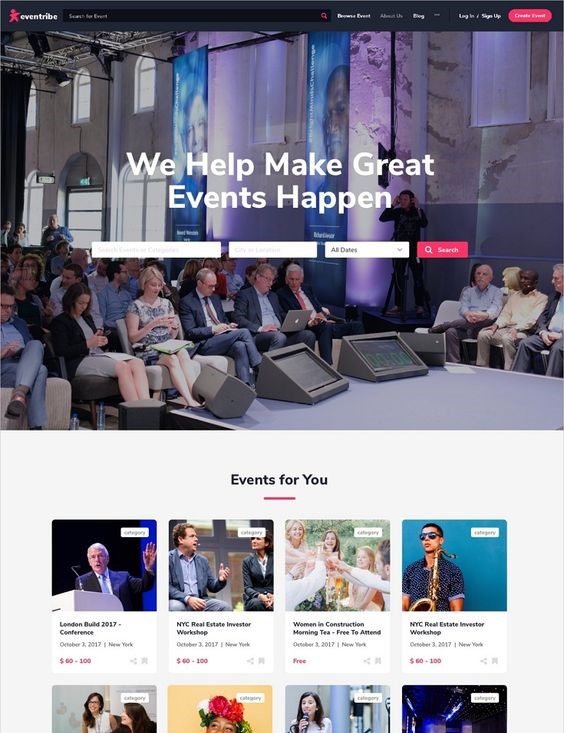 eventribe
Search for Event
Browse Event
About Us
Blog
Log In / Sign Up
Create Event
We Help Make Great
Events Happen
Search Events or Categories
City or Location
All Dates
Search
Events for You
category
category
category
category
London Build 2017 -
Conference
October 3, 2017 | New York
$ 60 - 100
NYC Real Estate Investor
Workshop
October 3, 2017 | New York
$ 60 - 100
Women in Construction
Morning Tea - Free To Attend
October 3, 2017 | New York
Free
NYC Real Estate Investor
Workshop
October 3, 2017 | New York
$ 60 - 100
category
category
category
category